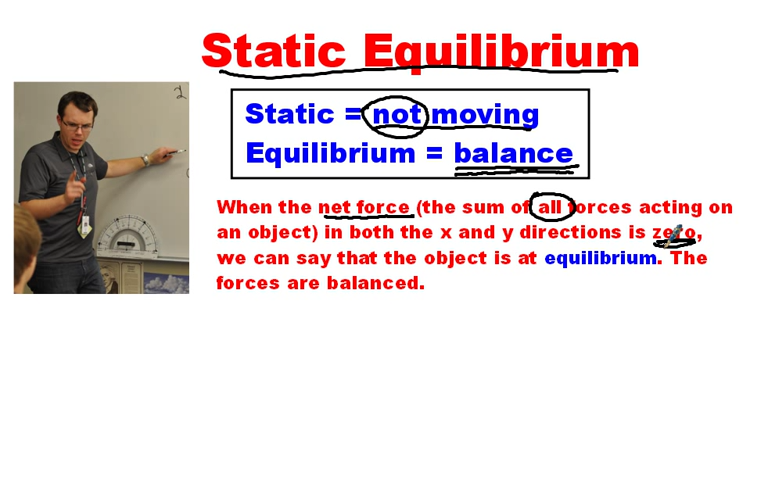 Static Equilibrium
Static = not moving
Equilibrium = balance
When the net force (the sum of all forces acting on
an object) in both the x and y directions is zero,
we can say that the object is at equilibrium. The
forces are balanced.